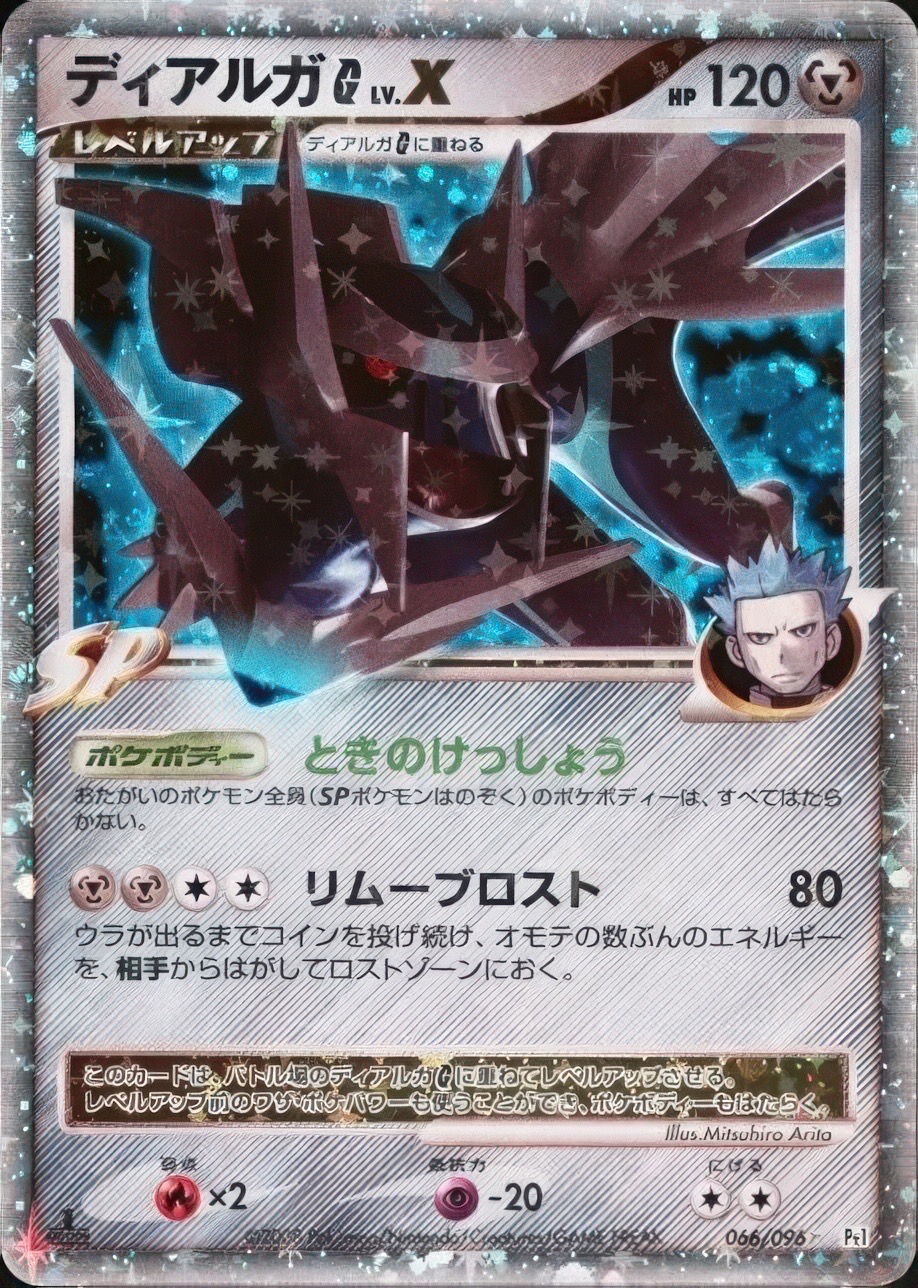 ディアルガG LV.X HP 120
レベルアップ ディアルガGに重ねる
SP
ポケボディー ときのけっしょう
おたがいのポケモン全員(SPポケモンはのぞく)のポケボディーは、すべてはたら
かない。
リムーブロスト 80
ウラが出るまでコインを投げ続け、オモテの数ぶんのエネルギー
を、相手からはがしてロストゾーンにおく。
このカードは、バトル場のディアルガGに重ねてレベルアップさせる。
レベルアップ前のワザ・ポケパワーも使うことができ、ポケボディーもはたらく。
Illus.Mitsuhiro Arita
弱点 抵抗力 にげる
×2 -20
066/096 Pt1